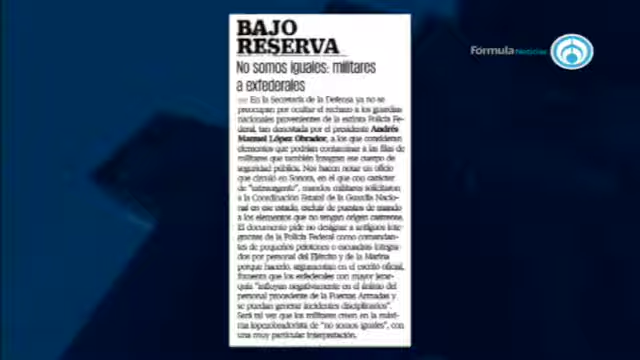 BAJO
RESERVA
No somos iguales: militares
a exfederales
En la Secretaría de la Defensa ya no se
preocupan por ocultar el rechazo a los guardias
nacionales provenientes de la extinta Policía Fe-
deral, tan denostada por el presidente Andrés
Manuel López Obrador, a los que consideran
elementos que podrían contaminar a las filas de
militares que también integran ese cuerpo de
seguridad pública. Nos hacen notar un oficio
que circuló en Sonora, en el que con carácter
de "extraurgente", mandos militares solicitaron
a la Coordinación Estatal de la Guardia Nacio-
nal en ese estado, excluir de puestos de mando
a los elementos que no tengan origen castrense.
El documento pide no designar a antiguos inte-
grantes de la Policía Federal como comandan-
tes de pequeños pelotones o escuadras integra-
dos por personal del Ejército y de la Marina
porque hacerlo, argumentan en el escrito oficial,
fomenta que los exfederales con mayor jerar-
quía "influyan negativamente en el ánimo del
personal procedente de la Fuerzas Armadas y
se puedan generar incidentes disciplinarios".
Será tal vez que los militares creen en la máxi-
ma lopezobradorista de "no somos iguales", con
una muy particular interpretación.
Fórmula Noticias